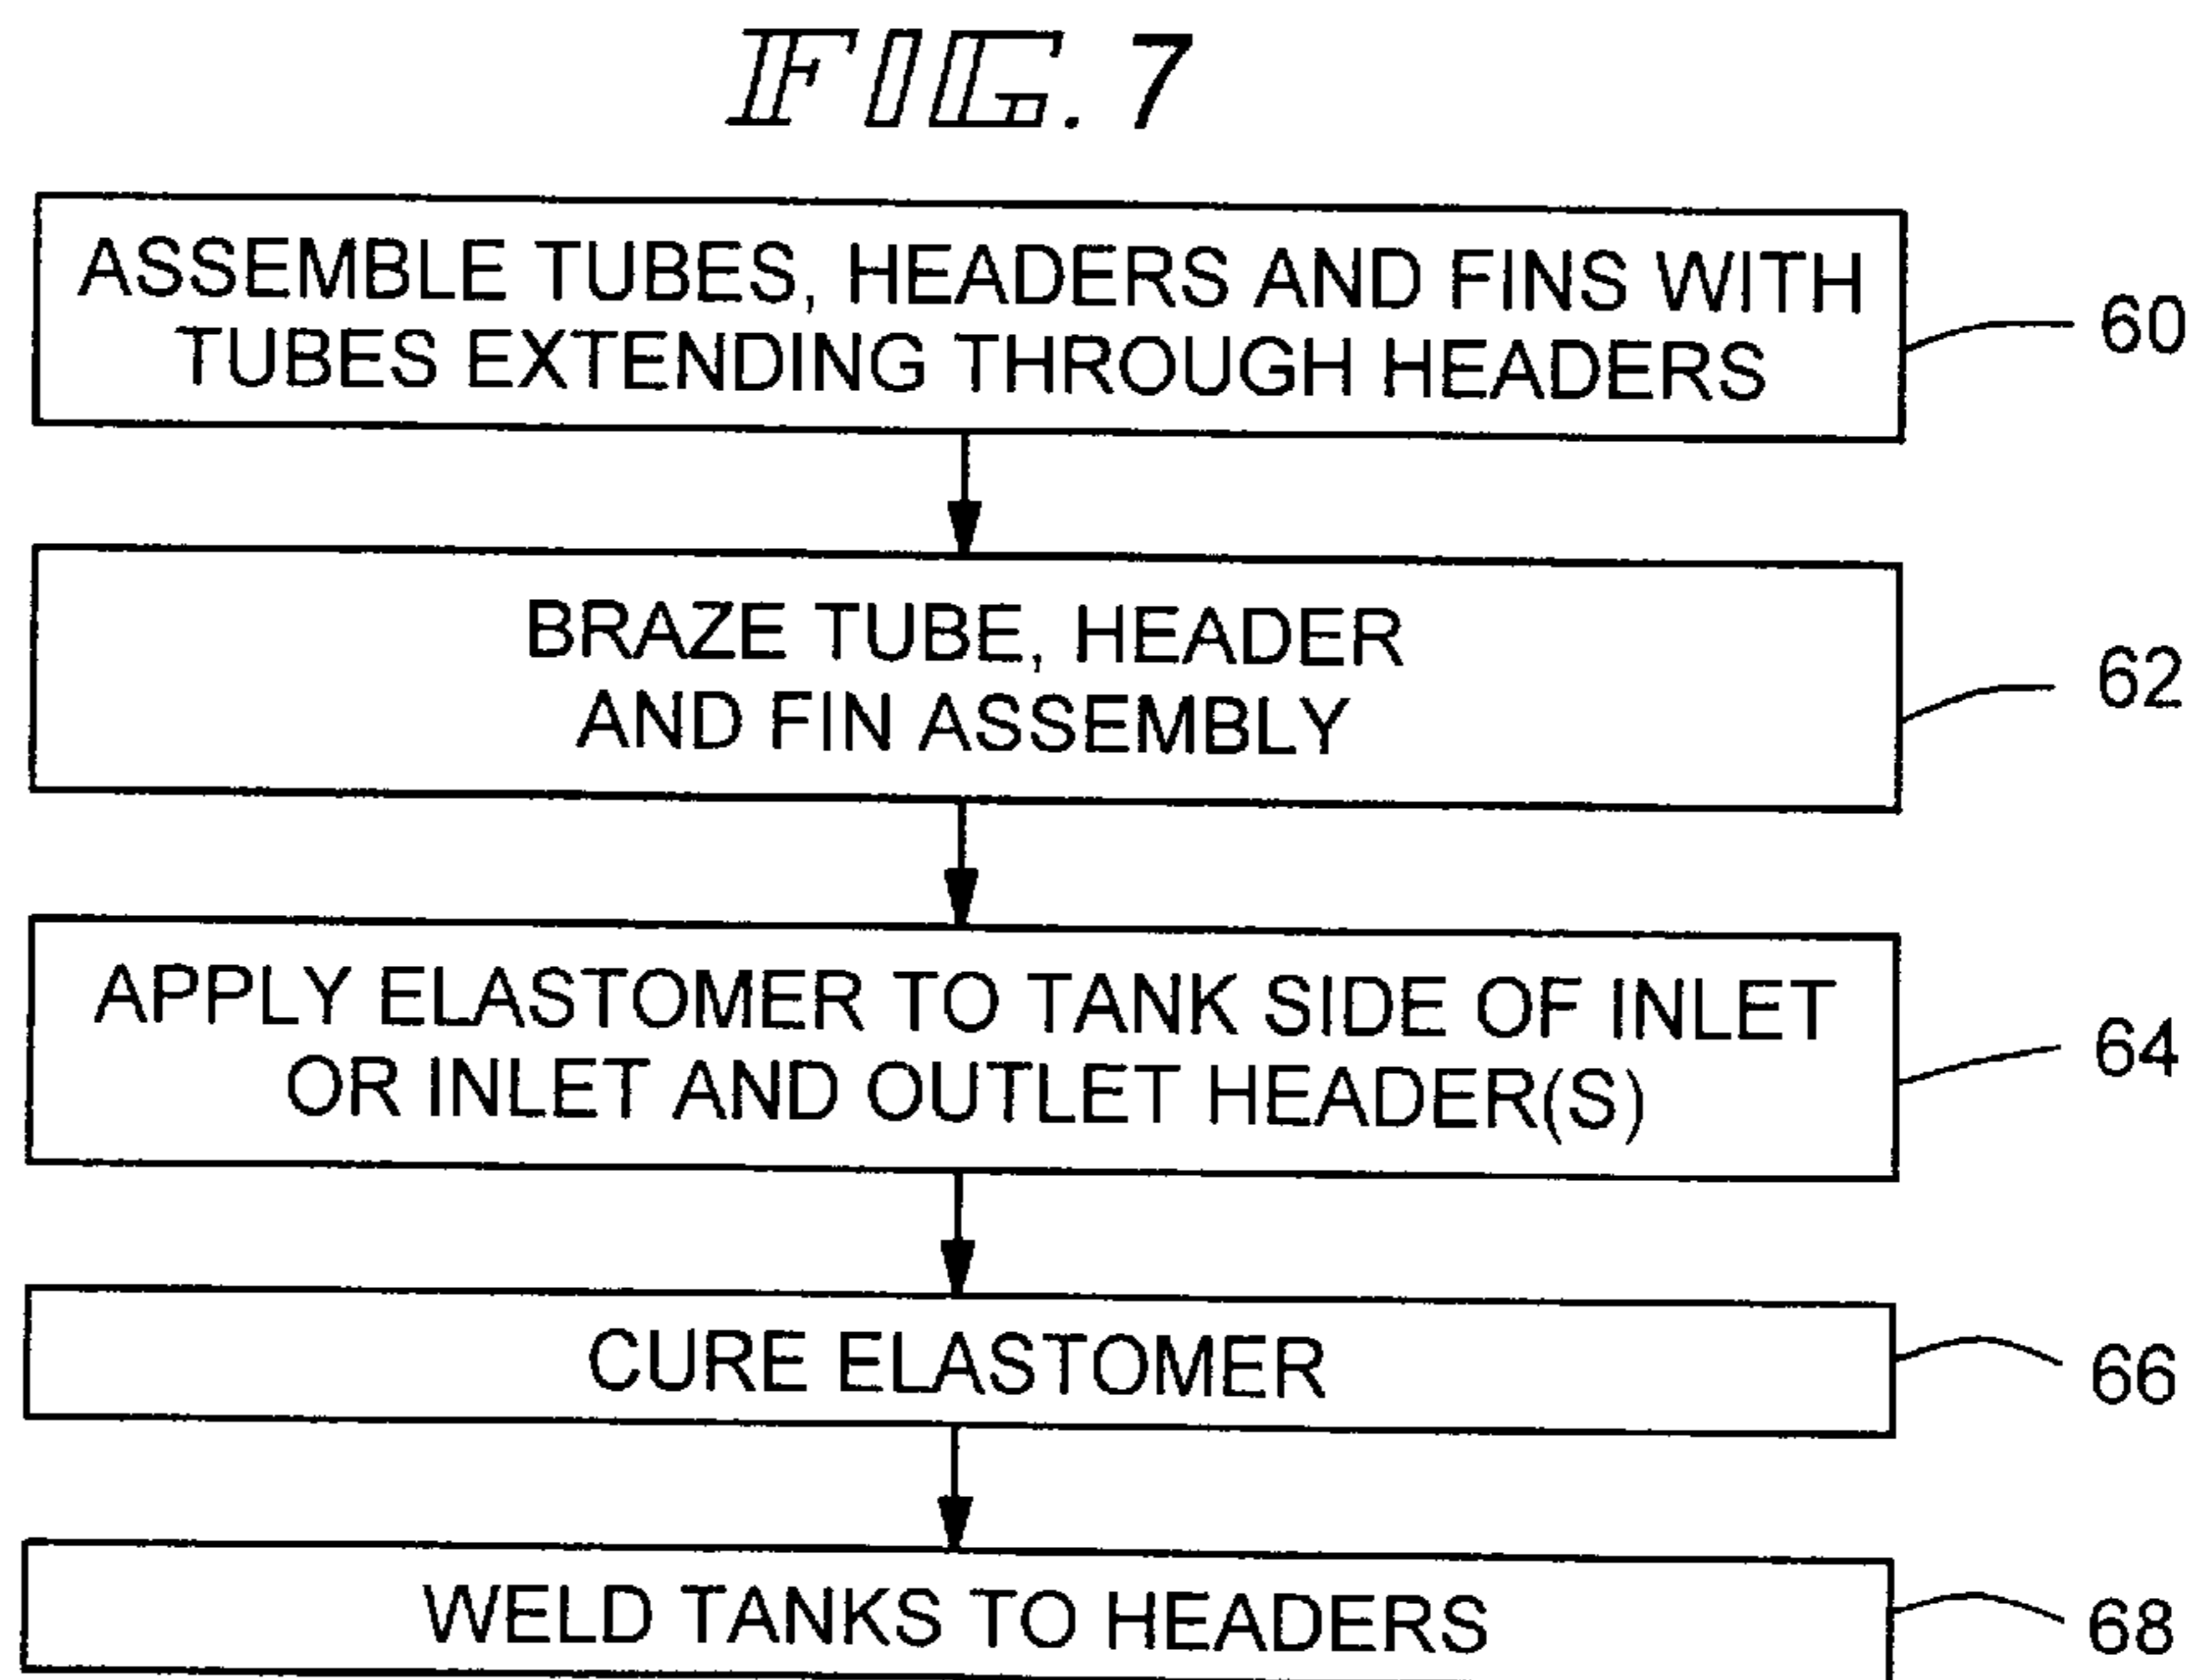 FIG. 7
ASSEMBLE TUBES, HEADERS AND FINS WITH
TUBES EXTENDING THROUGH HEADERS
60
BRAZE TUBE, HEADER
AND FIN ASSEMBLY
62
APPLY ELASTOMER TO TANK SIDE OF INLET
OR INLET AND OUTLET HEADER(S)
64
CURE ELASTOMER
66
WELD TANKS TO HEADERS
68